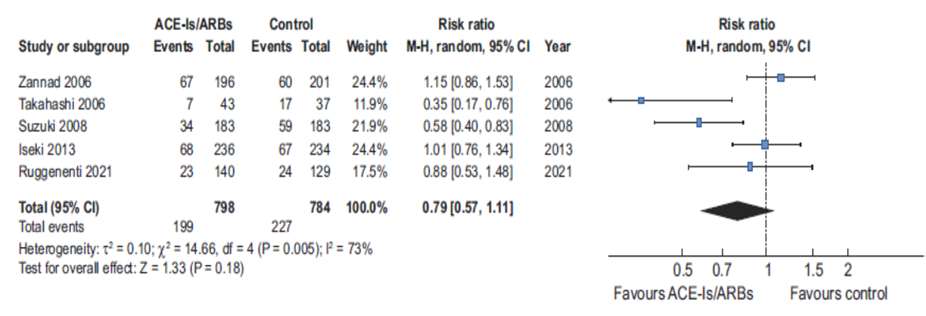 ACE-Is/ARBs Control Risk ratio Risk ratio
Study or subgroup Events Total Events Total Weight M-H, random, 95% CI Year M-H, random, 95% CI
Zannad 2006 67 196 60 201 24.4% 1.15 [0.86, 1.53] 2006
Takahashi 2006 7 43 17 37 11.9% 0.35 [0.17, 0.76] 2006
Suzuki 2008 34 183 59 183 21.9% 0.58 [0.40, 0.83] 2008
Iseki 2013 68 236 67 234 24.4% 1.01 [0.76, 1.34] 2013
Ruggenenti 2021 23 140 24 129 17.5% 0.88 [0.53, 1.48] 2021
Total (95% CI) 798 784 100.0% 0.79 [0.57, 1.11]
Total events 199 227
Heterogeneity: τ² = 0.10; χ² = 14.66, df = 4 (P = 0.005); I² = 73%
Test for overall effect: Z = 1.33 (P = 0.18)
0.5 0.7 1 1.5 2
Favours ACE-Is/ARBs Favours control